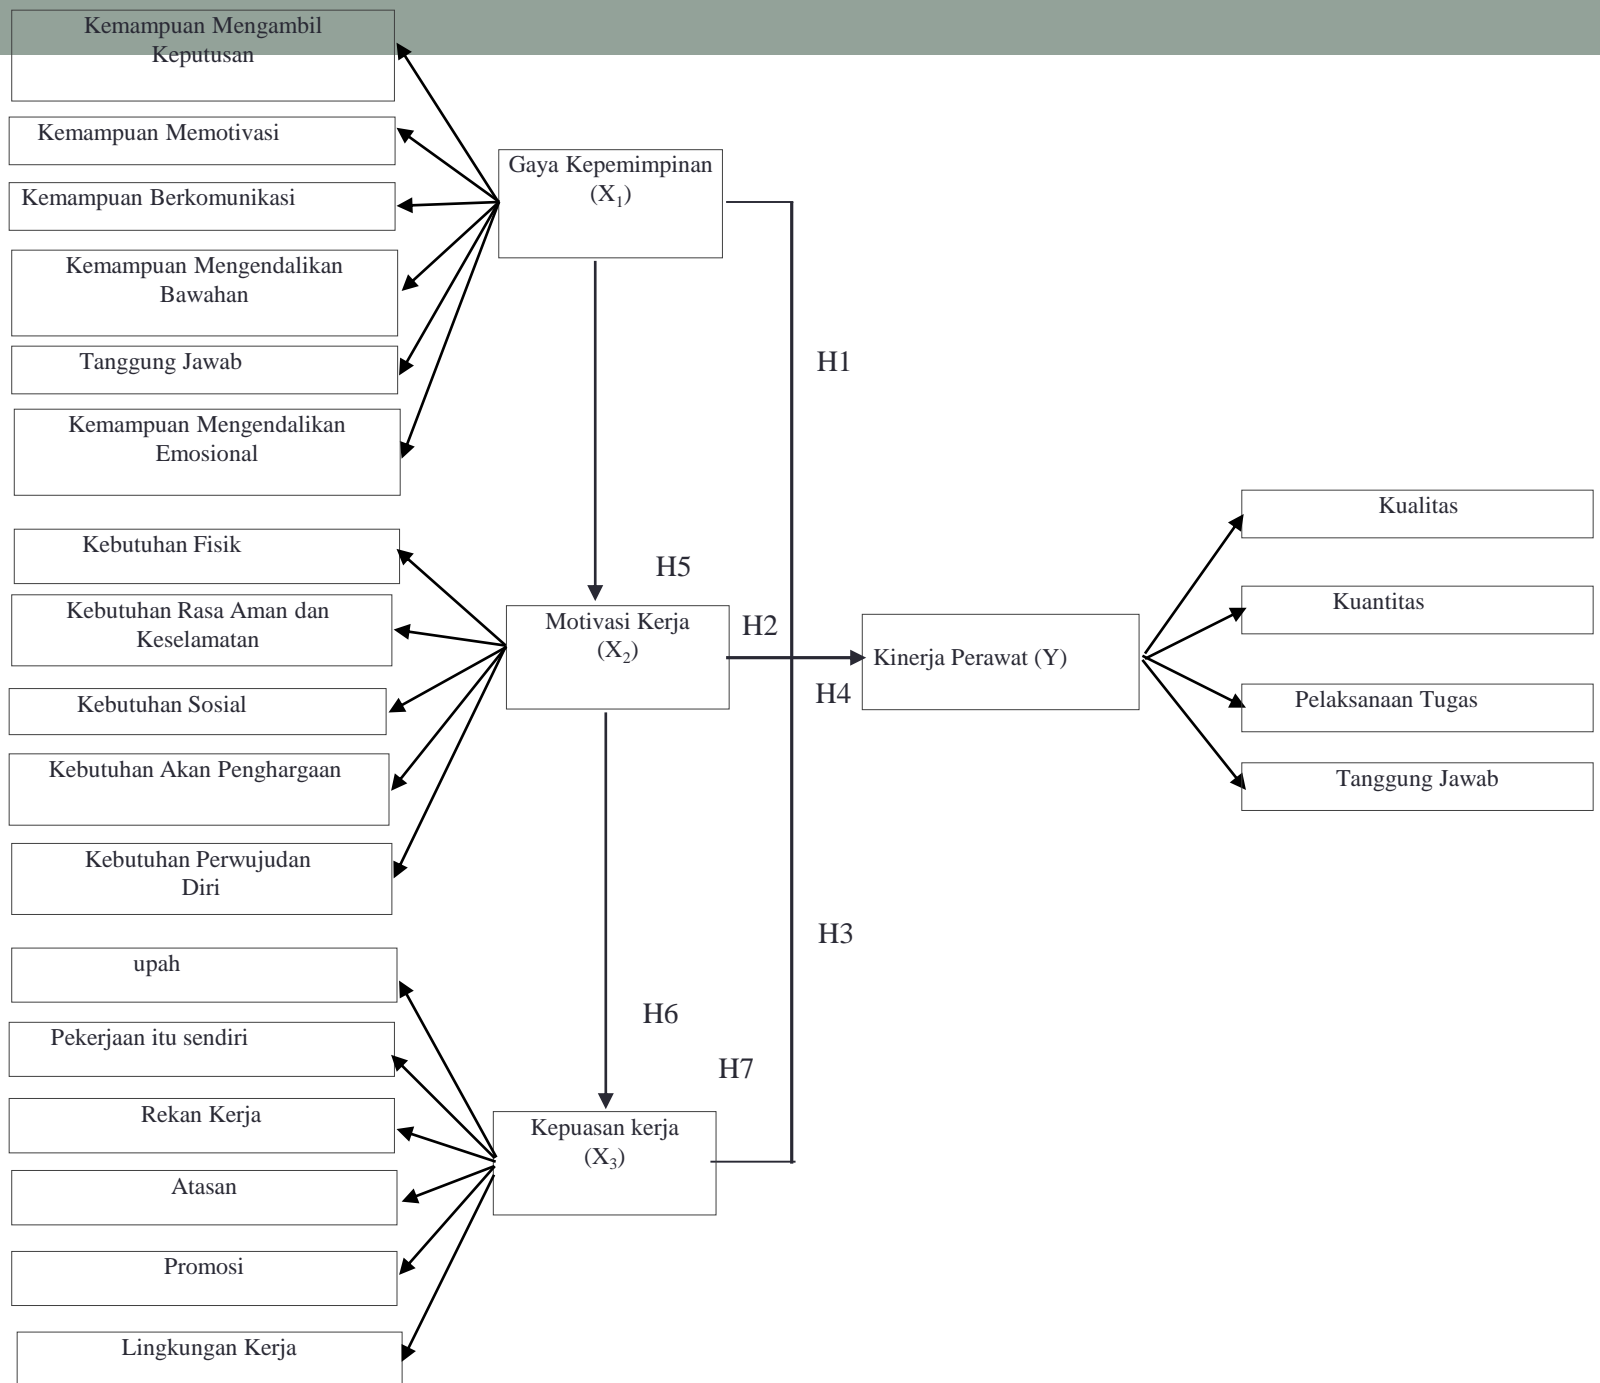 Kemampuan Mengambil
Keputusan
Kemampuan Memotivasi
Kemampuan Berkomunikasi
Kemampuan Mengendalikan
Bawahan
Tanggung Jawab
Kemampuan Mengendalikan
Emosional
Gaya Kepemimpinan
(X₁)
H1
Kebutuhan Fisik
Kebutuhan Rasa Aman dan
Keselamatan
Kebutuhan Sosial
Kebutuhan Akan Penghargaan
Kebutuhan Perwujudan
Diri
H5
Motivasi Kerja
(X₂)
H2
H4
Kinerja Perawat (Y)
Kualitas
Kuantitas
Pelaksanaan Tugas
Tanggung Jawab
H3
upah
Pekerjaan itu sendiri
Rekan Kerja
Atasan
Promosi
Lingkungan Kerja
H6
H7
Kepuasan kerja
(X₃)